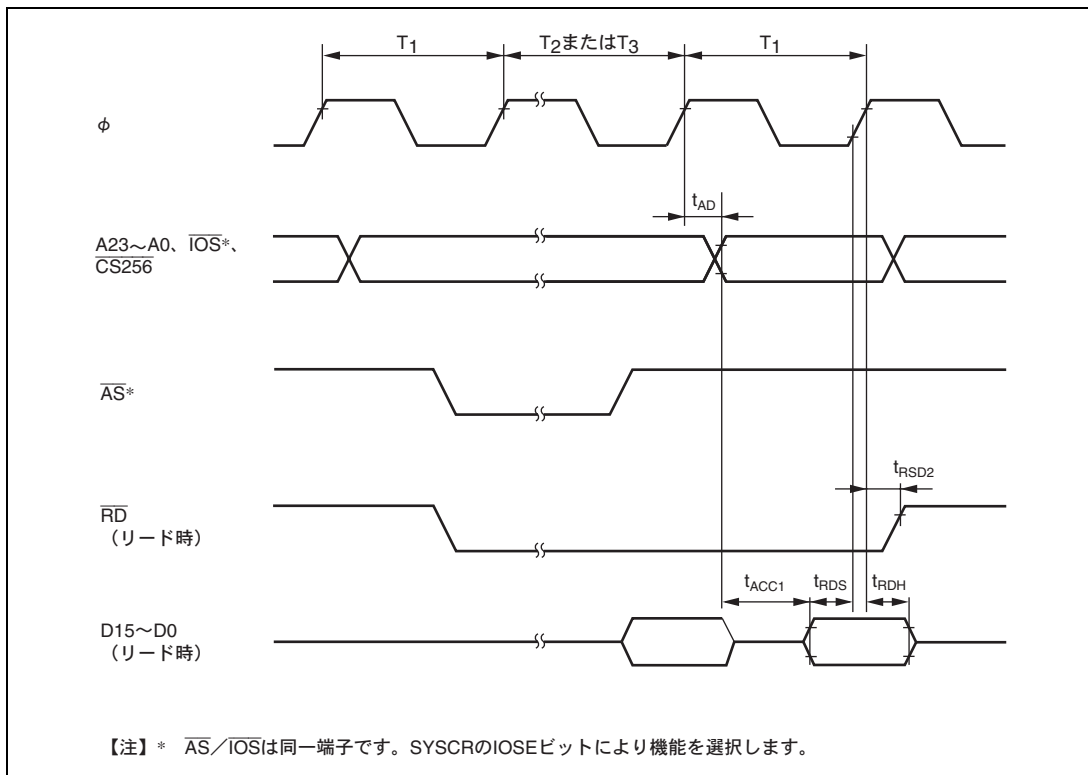 T1 T2またはT3 T1
φ
tAD
A23～A0、IOS*、
CS256
AS*
tRSD2
RD
（リード時）
tACC1 tRDS tRDH
D15～D0
（リード時）
【注】* AS／IOSは同一端子です。SYSCRのIOSEビットにより機能を選択します。